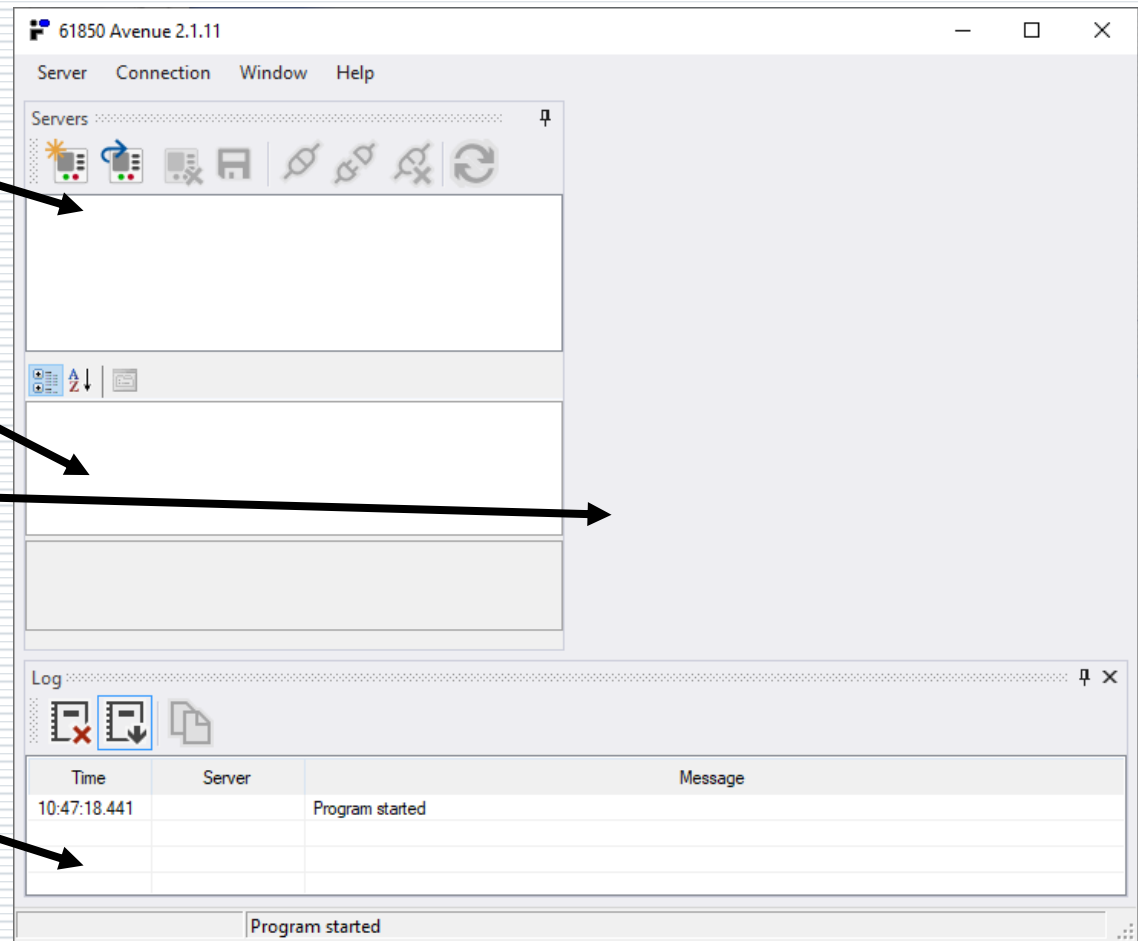 61850 Avenue 2.1.11
Server Connection Window Help
Servers
Log
Time Server Message
10:47:18.441 Program started
Program started